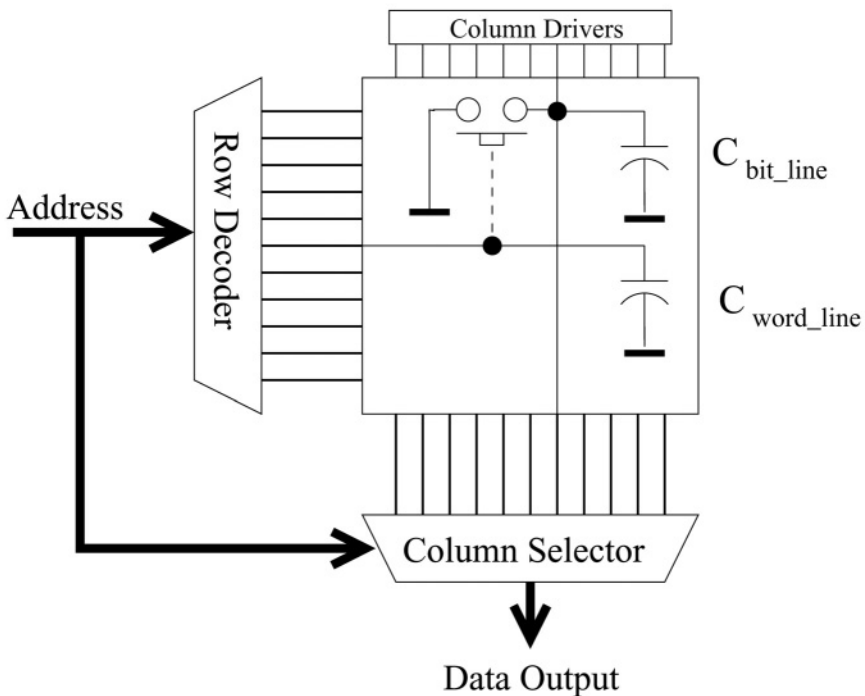 Column Drivers
Row Decoder
Address
C bit_line
C word_line
Column Selector
Data Output